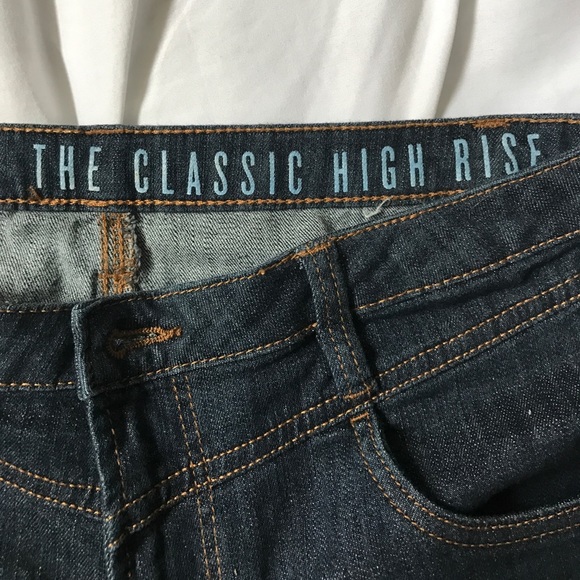 THE CLASSIC HIGH RISE